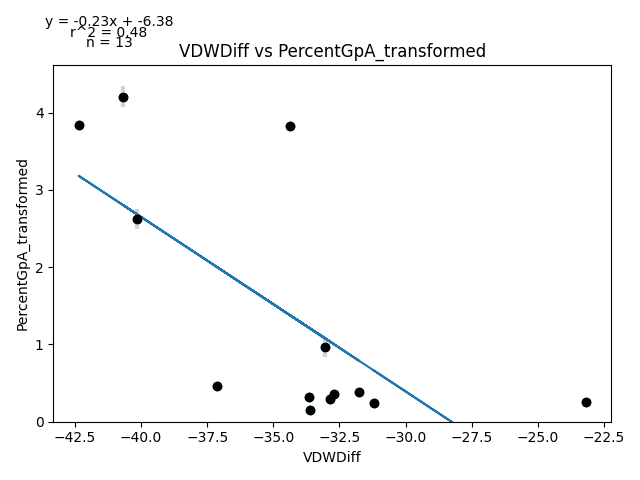 y = -0.23x + -6.38
r^2 = 0.48
n = 13
VDWDiff vs PercentGpA_transformed
PercentGpA_transformed
4
3
2
1
0
−42.5 −40.0 −37.5 −35.0 −32.5 −30.0 −27.5 −25.0 −22.5
VDWDiff